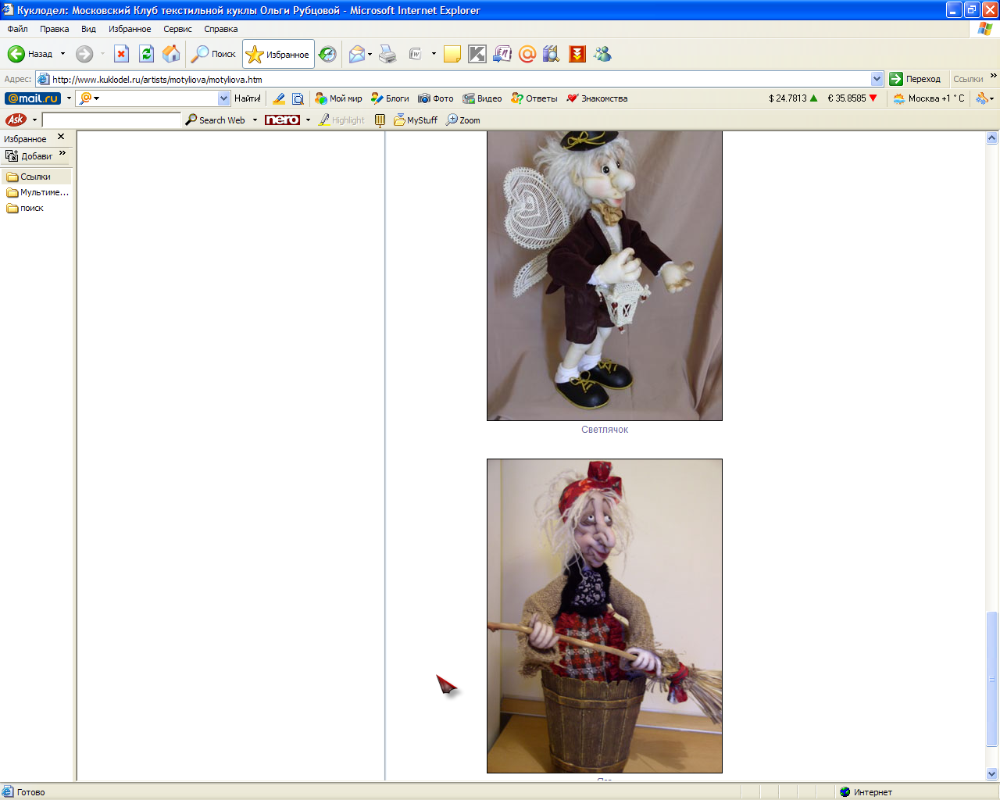 Куклодел: Московский Клуб текстильной куклы Ольги Рубцовой - Microsoft Internet Explorer
Файл Правка Вид Избранное Сервис Справка
Назад Поиск Избранное
Адрес: http://www.kuklodel.ru/artists/motyliova/motyliova.htm Переход Ссылки
@mail.ru Найти! Мой мир Блоги Фото Видео Ответы Знакомства $ 24.7813 € 35.8585 Москва +1 ° C
Ask Search Web nero Highlight MyStuff Zoom
Избранное
Добавит
Ссылки
Мультиме...
поиск
Светлячок
Готово Интернет